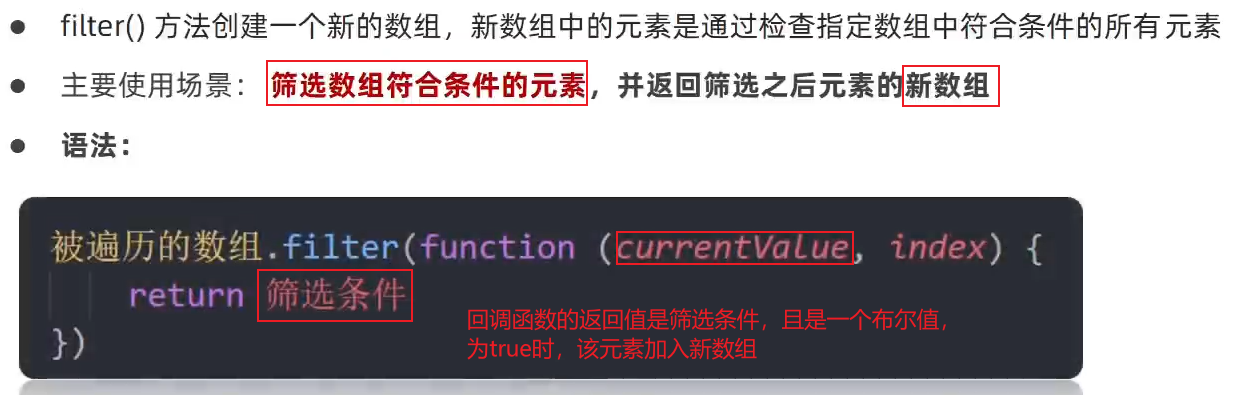 ● filter() 方法创建一个新的数组，新数组中的元素是通过检查指定数组中符合条件的所有元素
● 主要使用场景： 筛选数组符合条件的元素，并返回筛选之后元素的新数组
● 语法：
被遍历的数组.filter(function (currentValue, index) {
return 筛选条件
})
回调函数的返回值是筛选条件，且是一个布尔值，
为true时，该元素加入新数组